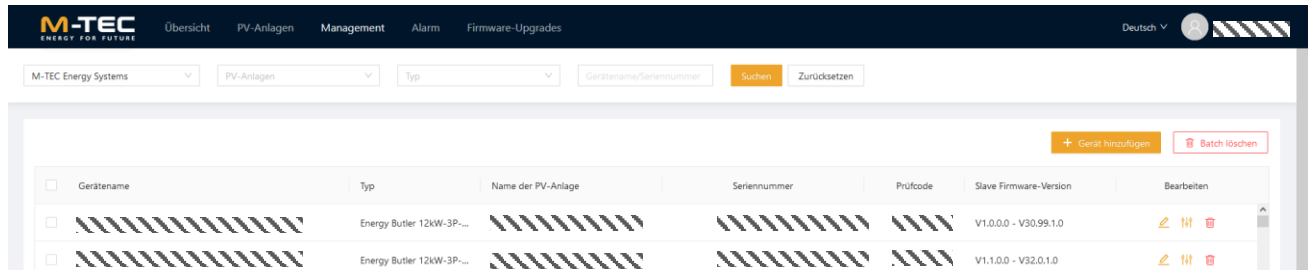 M-TEC
ENERGY FOR FUTURE
Übersicht PV-Anlagen Management Alarm Firmware-Upgrades Deutsch
M-TEC Energy Systems PV-Anlagen Typ Gerätename/Seriennummer Suchen Zurücksetzen
+ Gerät hinzufügen Batch löschen
Gerätename Typ Name der PV-Anlage Seriennummer Prüfcode Slave Firmware-Version Bearbeiten
Energy Butler 12kW-3P-... V1.0.0.0 - V30.99.1.0
Energy Butler 12kW-3P-... V1.1.0.0 - V32.0.1.0